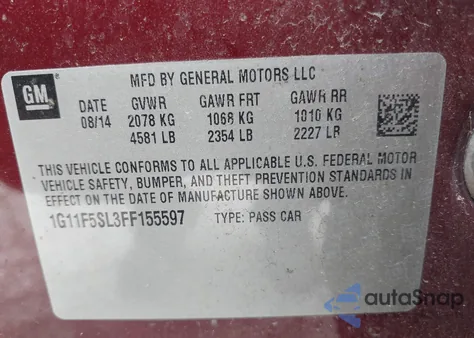 MFD BY GENERAL MOTORS LLC
GM
DATE GVWR GAWR FRT GAWR RR
08/14 2078 KG 1068 KG 1010 KG
4581 LB 2354 LB 2227 LB
THIS VEHICLE CONFORMS TO ALL APPLICABLE U.S. FEDERAL MOTOR
VEHICLE SAFETY, BUMPER, AND THEFT PREVENTION STANDARDS IN
EFFECT ON THE DATE OF MANUFACTURE SHOWN ABOVE.
1G11F5SL3FF155597 TYPE: PASS CAR
autoSnap